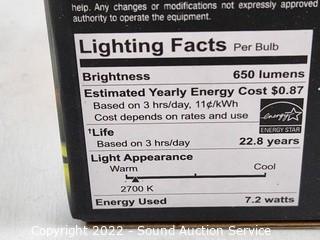 help. Any changes or modifications not expressly approved
authority to operate the equipment.
Lighting Facts Per Bulb
Brightness 650 lumens
Estimated Yearly Energy Cost $0.87
Based on 3 hrs/day, 11¢/kWh
Cost depends on rates and use
energy
ENERGY STAR
¹Life
Based on 3 hrs/day 22.8 years
Light Appearance
Warm Cool
2700 K
Energy Used 7.2 watts
Copyright 2022 - Sound Auction Service